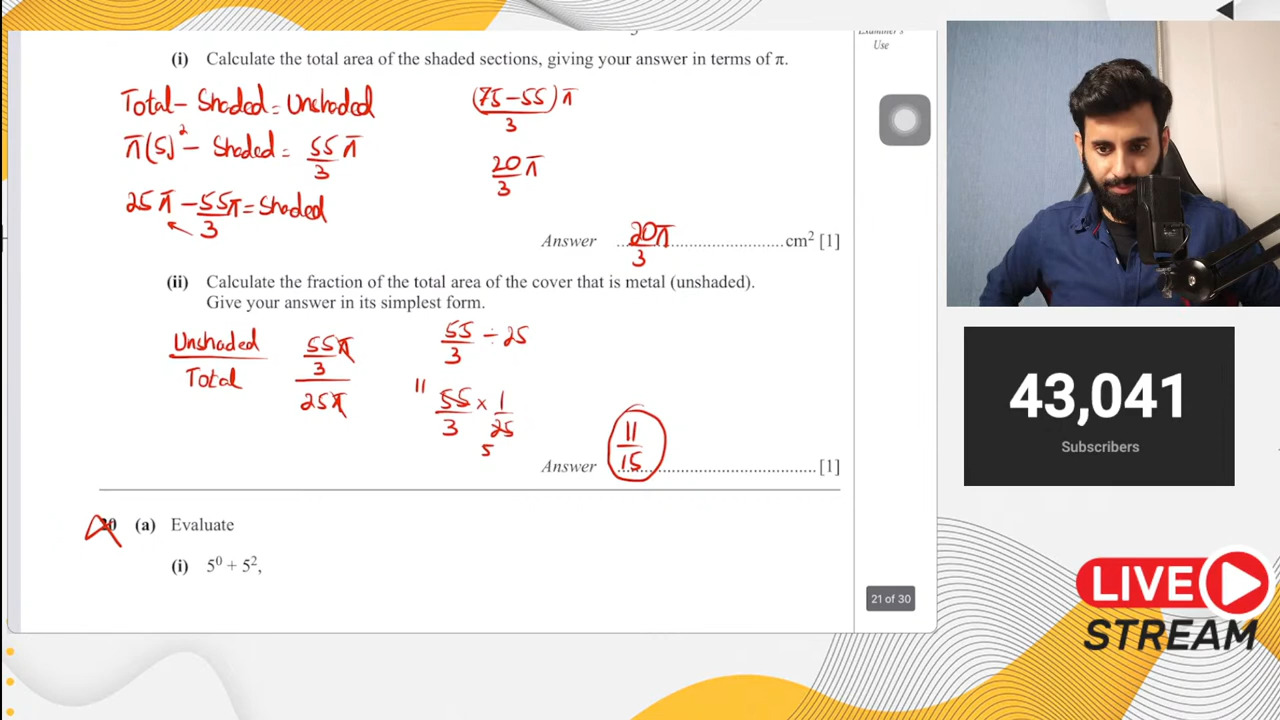 Examiner's
Use
(i) Calculate the total area of the shaded sections, giving your answer in terms of π.
Total - Shaded = Unshaded
(75 - 55)π
3
π(5)² - Shaded = 55π
3
20π
3
25π - 55π = Shaded
3
Answer 20π cm² [1]
3
(ii) Calculate the fraction of the total area of the cover that is metal (unshaded).
Give your answer in its simplest form.
Unshaded
Total
55π
3
25π
55 ÷ 25
3
11
55 × 1
3 25
5
Answer 11 [1]
15
(a) Evaluate
(i) 5⁰ + 5²,
21 of 30
43,041
Subscribers
LIVE
STREAM